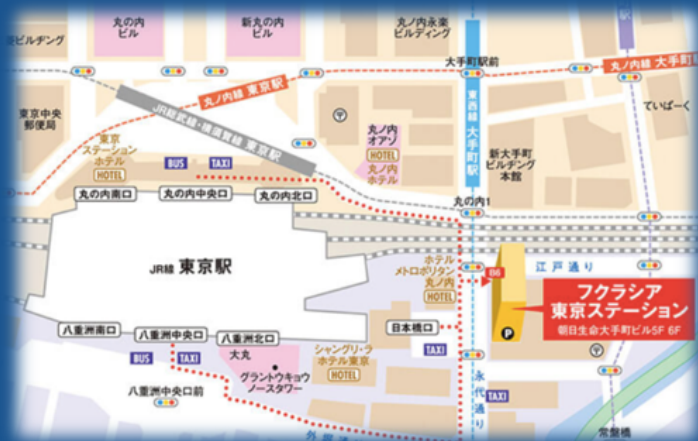 丸の内
ビル
新丸の内
ビル
丸ノ内永楽
ビルディング
ビルヂング
大手町駅前
丸ノ内線 東京駅
丸ノ内線 大手町
東西線 大手町駅
東京中央
郵便局
JR総武線・横須賀線 東京駅
ていぱーく
東京
ステーション
ホテル
HOTEL
BUS
TAXI
丸ノ内
オアゾ
HOTEL
丸ノ内
ホテル
新大手町
ビルヂング
本館
丸の内南口
丸の内中央口
丸の内北口
丸の内1
JR線 東京駅
ホテル
メトロポリタン
丸ノ内
HOTEL
B6
江戸通り
フクラシア
東京ステーション
朝日生命大手町ビル5F 6F
P
八重洲南口
八重洲中央口
八重洲北口
日本橋口
BUS
TAXI
大丸
グラントウキョウ
ノースタワー
シャングリ・ラ
ホテル東京
HOTEL
TAXI
永代通り
TAXI
八重洲中央口前
常盤橋